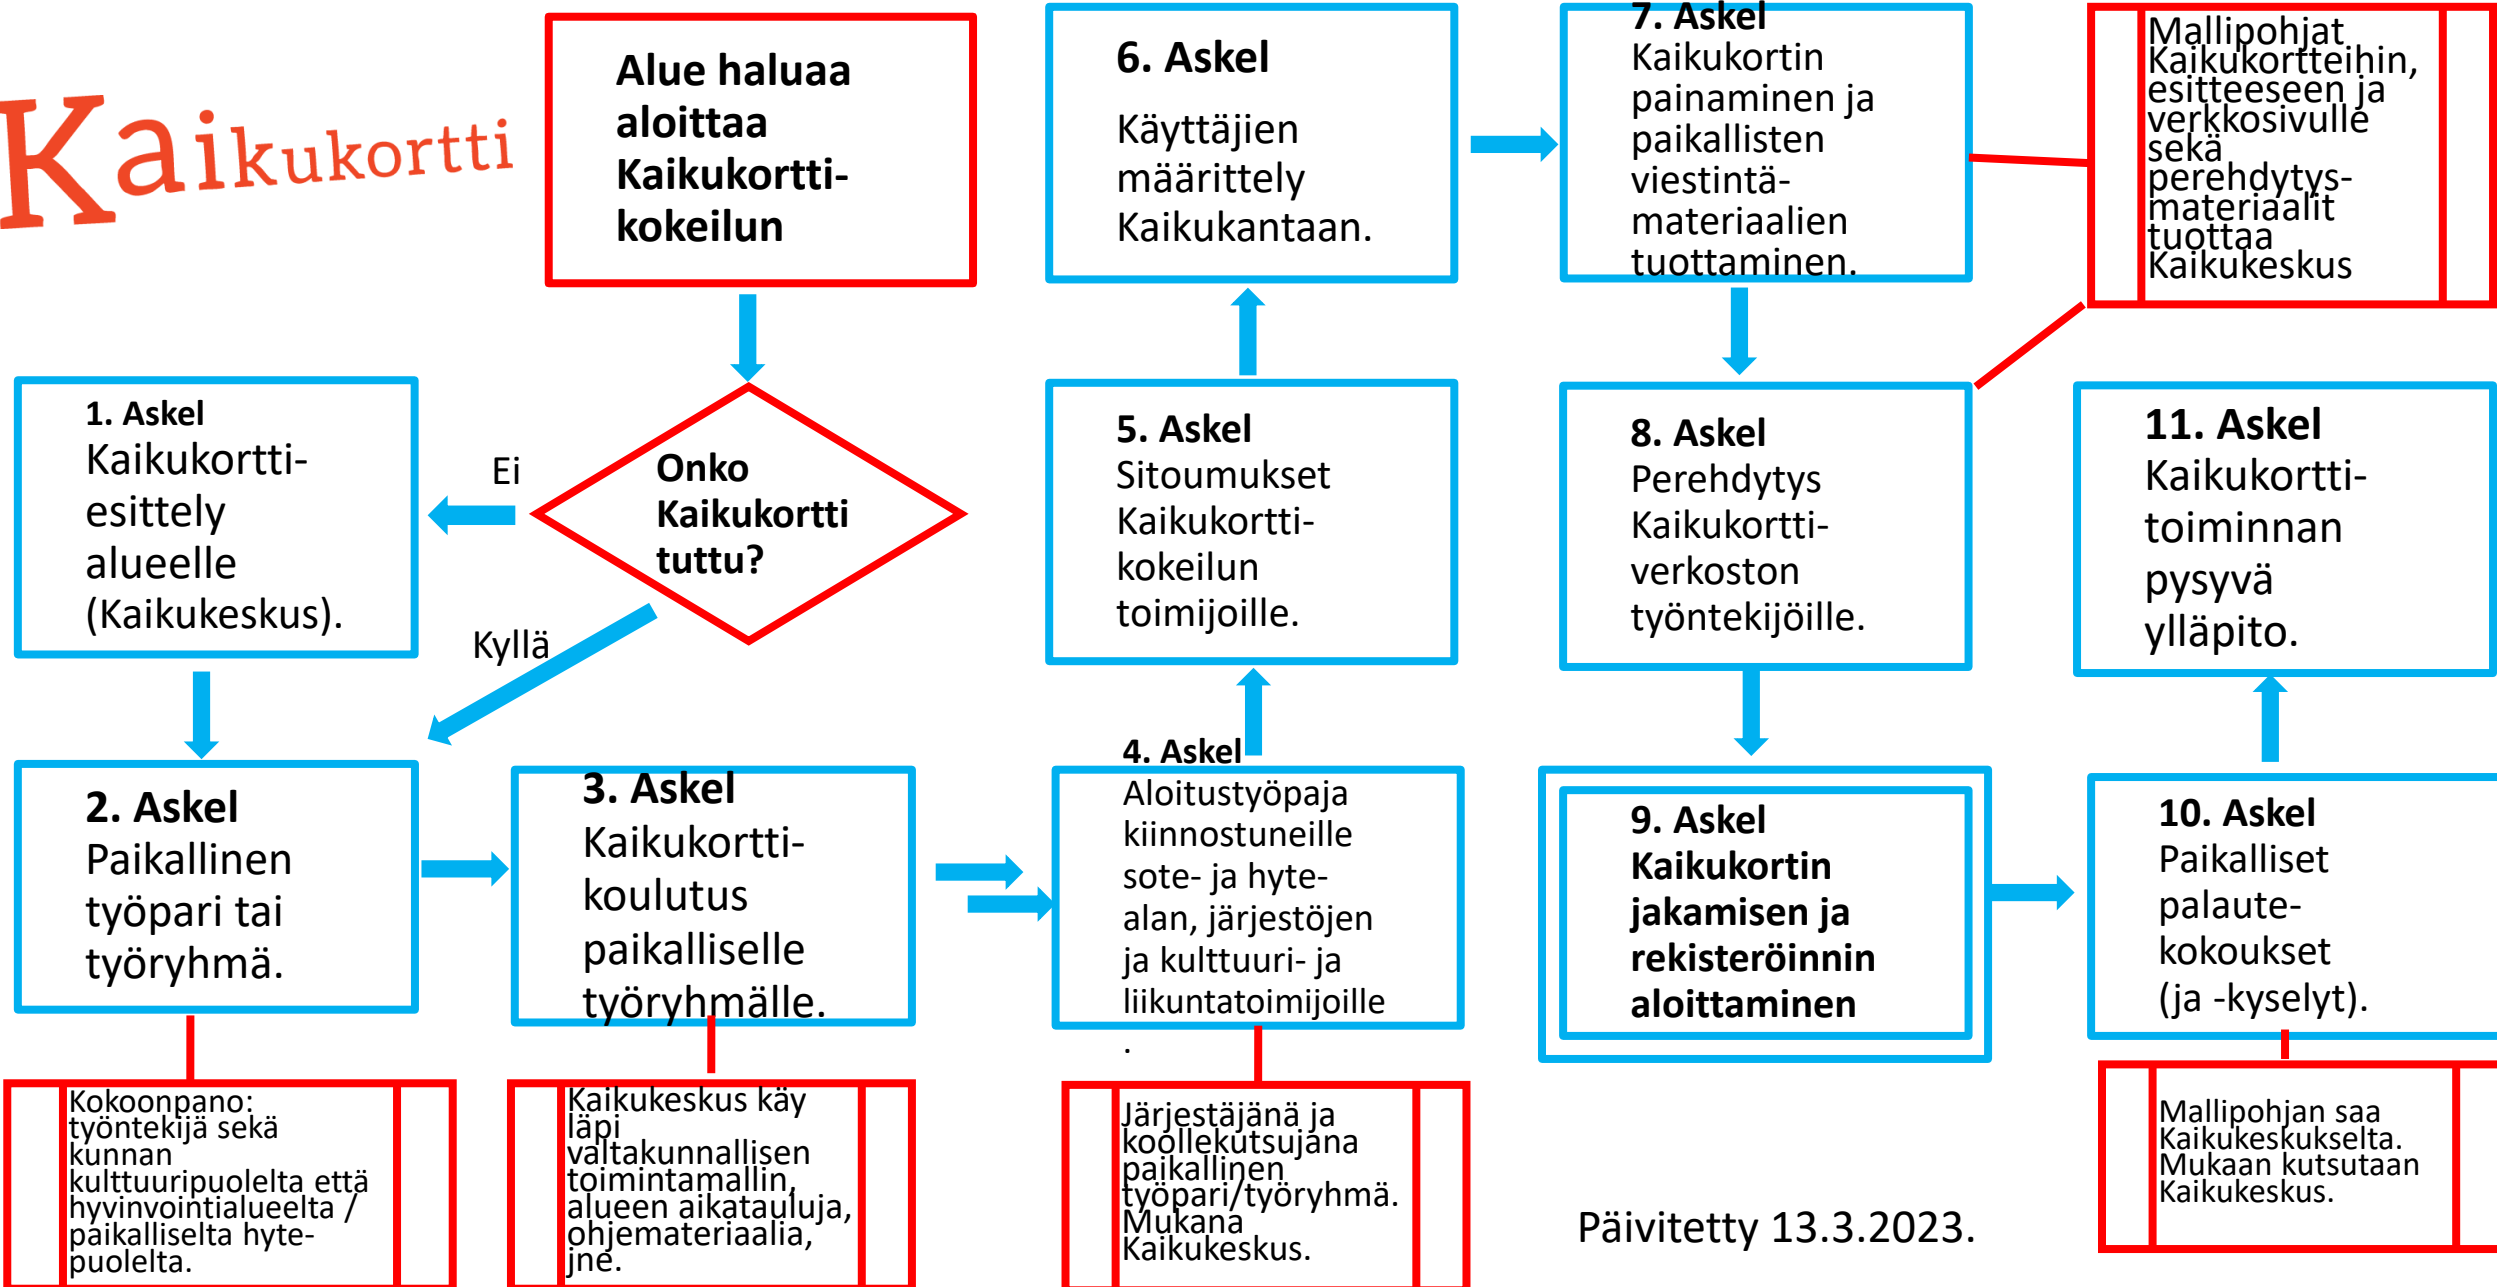 Kaikukortti
Alue haluaa
aloittaa
Kaikukortti-
kokeilun
Onko
Kaikukortti
tuttu?
Ei
Kyllä
1. Askel
Kaikukortti-
esittely
alueelle
(Kaikukeskus).
2. Askel
Paikallinen
työpari tai
työryhmä.
Kokoonpano:
työntekijä sekä
kunnan
kulttuuripuolelta että
hyvinvointialueelta /
paikalliselta hyte-
puolelta.
3. Askel
Kaikukortti-
koulutus
paikalliselle
työryhmälle.
Kaikukeskus käy
läpi
valtakunnallisen
toimintamallin,
alueen aikatauluja,
ohjemateriaalia,
jne.
4. Askel
Aloitustyöpaja
kiinnostuneille
sote- ja hyte-
alan, järjestöjen
ja kulttuuri- ja
liikuntatoimijoille
.
Järjestäjänä ja
koollekutsujana
paikallinen
työpari/työryhmä.
Mukana
Kaikukeskus.
5. Askel
Sitoumukset
Kaikukortti-
kokeilun
toimijoille.
6. Askel
Käyttäjien
määrittely
Kaikukantaan.
7. Askel
Kaikukortin
painaminen ja
paikallisten
viestintä-
materiaalien
tuottaminen.
Mallipohjat
Kaikukortteihin,
esitteeseen ja
verkkosivulle
sekä
perehdytys-
materiaalit
tuottaa
Kaikukeskus
8. Askel
Perehdytys
Kaikukortti-
verkoston
työntekijöille.
9. Askel
Kaikukortin
jakamisen ja
rekisteröinnin
aloittaminen
10. Askel
Paikalliset
palaute-
kokoukset
(ja -kyselyt).
Mallipohjan saa
Kaikukeskukselta.
Mukaan kutsutaan
Kaikukeskus.
11. Askel
Kaikukortti-
toiminnan
pysyvä
ylläpito.
Päivitetty 13.3.2023.